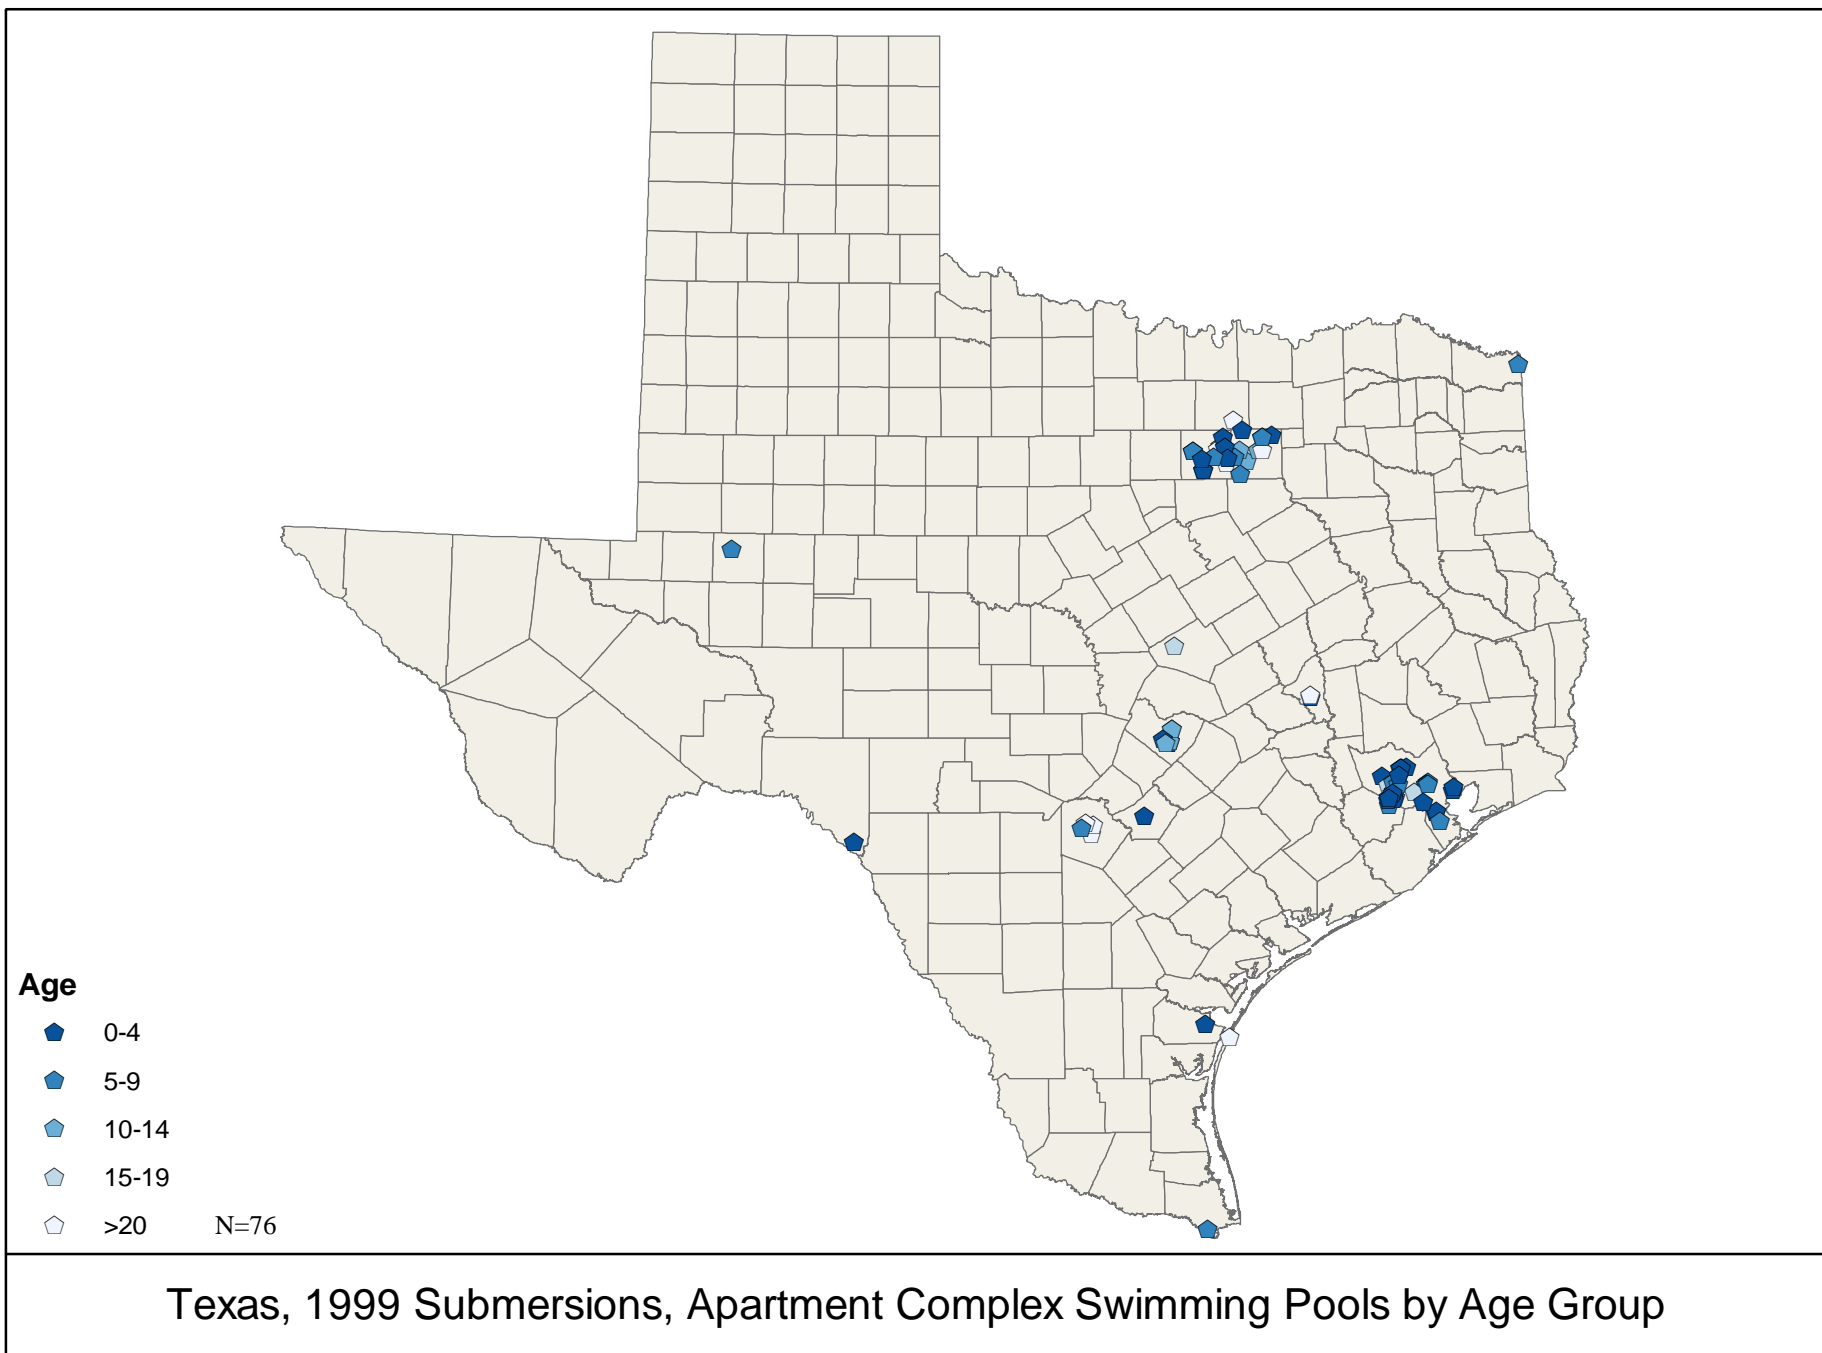 Age
0-4
5-9
10-14
15-19
>20 N=76
Texas, 1999 Submersions, Apartment Complex Swimming Pools by Age Group